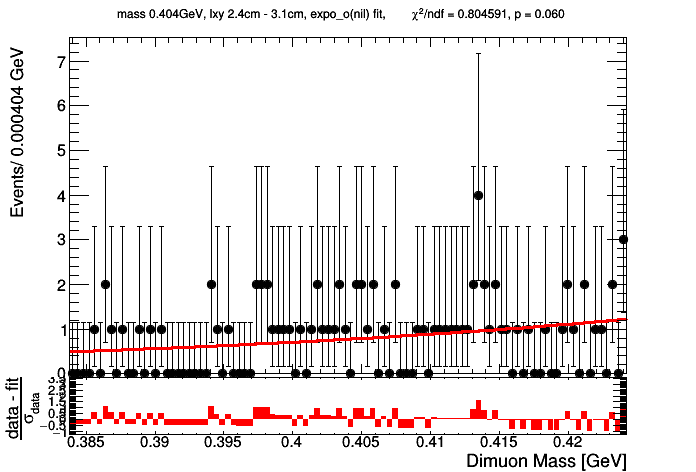 mass 0.404GeV, lxy 2.4cm - 3.1cm, expo_o(nil) fit, χ²/ndf = 0.804591, p = 0.060
Events/ 0.000404 GeV
7
6
5
4
3
2
1
0
data - fit
σdata
0.385 0.39 0.395 0.4 0.405 0.41 0.415 0.42
Dimuon Mass [GeV]